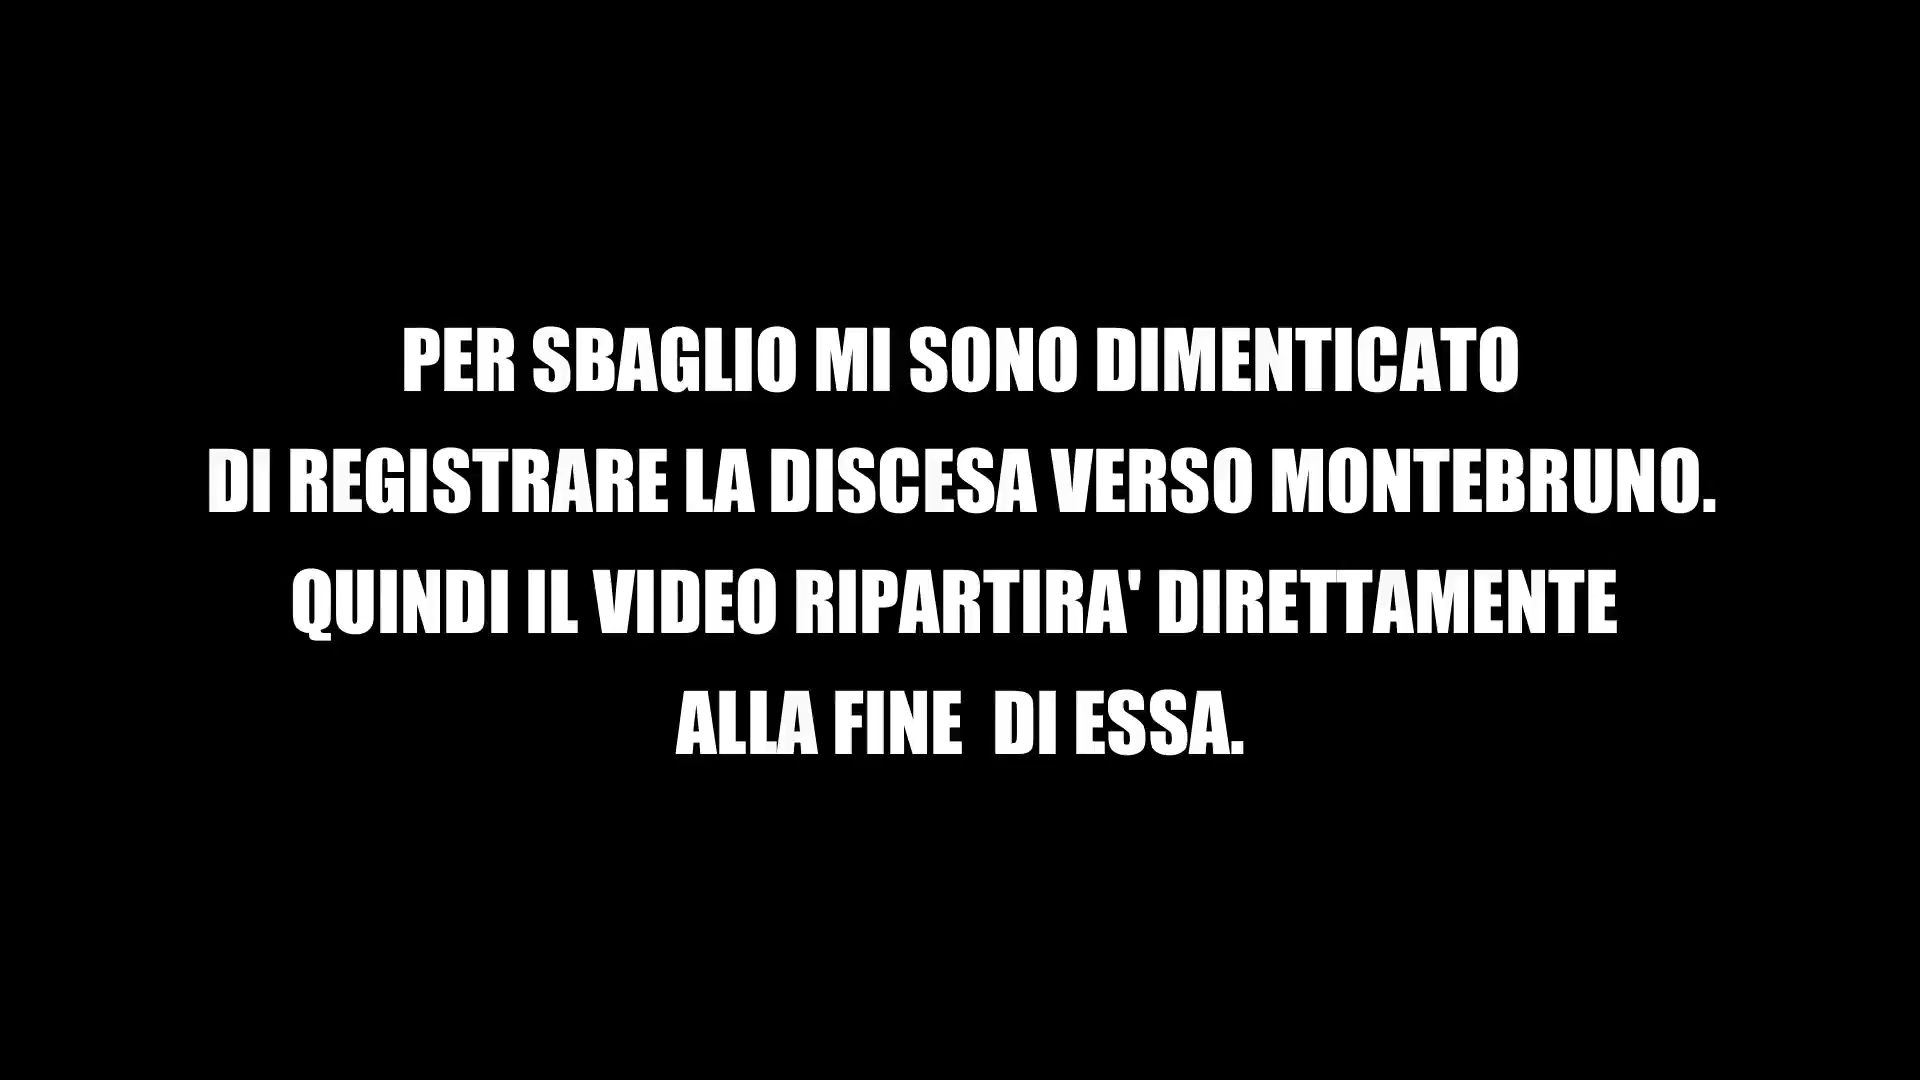 PER SBAGLIO MI SONO DIMENTICATO
DI REGISTRARE LA DISCESA VERSO MONTEBRUNO.
QUINDI IL VIDEO RIPARTIRA' DIRETTAMENTE
ALLA FINE  DI ESSA.